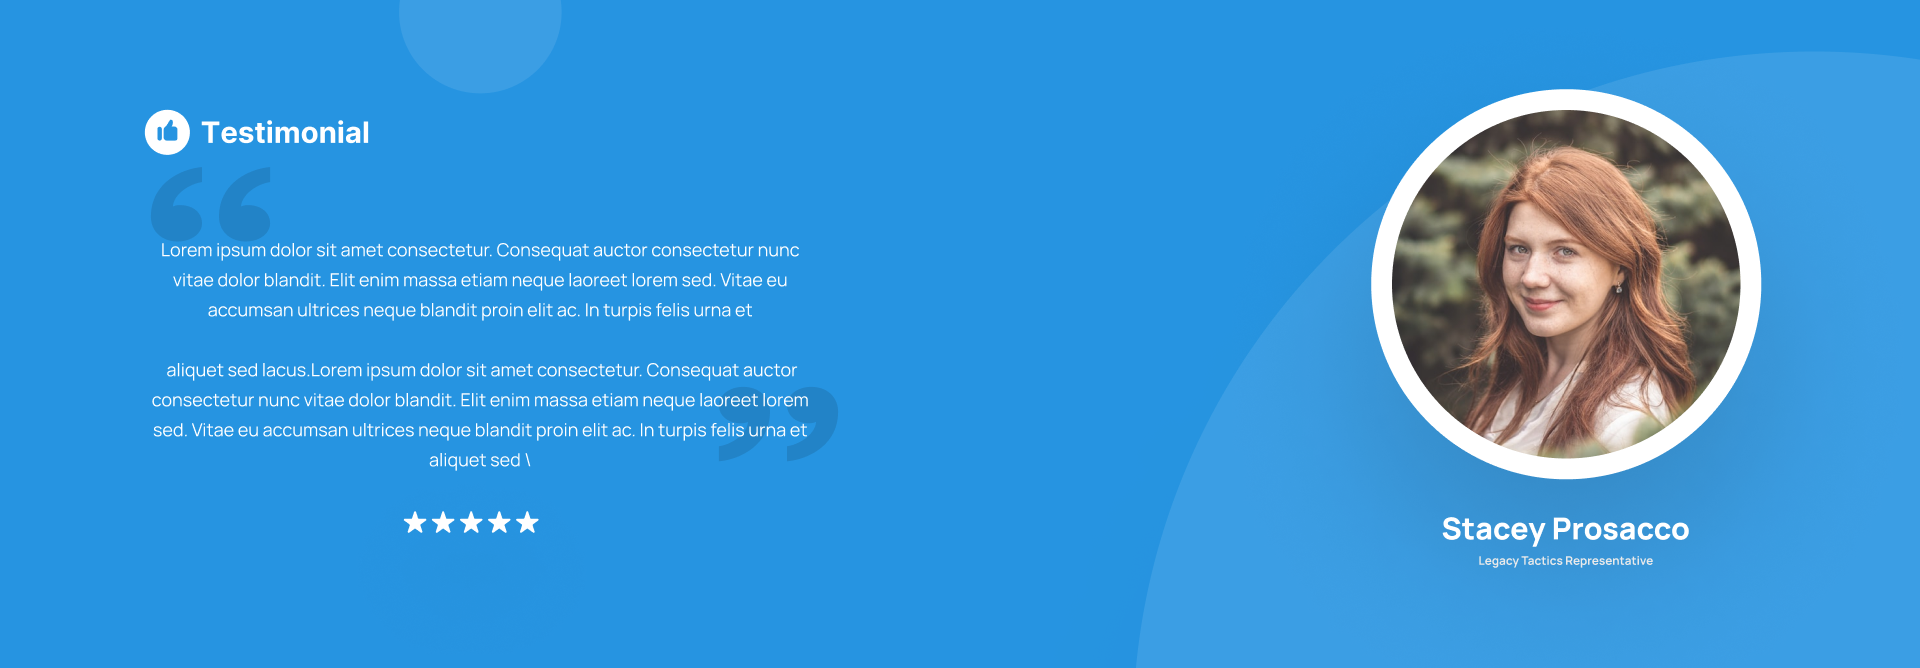 Testimonial
Lorem ipsum dolor sit amet consectetur. Consequat auctor consectetur nunc
vitae dolor blandit. Elit enim massa etiam neque laoreet lorem sed. Vitae eu
accumsan ultrices neque blandit proin elit ac. In turpis felis urna et
aliquet sed lacus.Lorem ipsum dolor sit amet consectetur. Consequat auctor
consectetur nunc vitae dolor blandit. Elit enim massa etiam neque laoreet lorem
sed. Vitae eu accumsan ultrices neque blandit proin elit ac. In turpis felis urna et
aliquet sed \
Stacey Prosacco
Legacy Tactics Representative